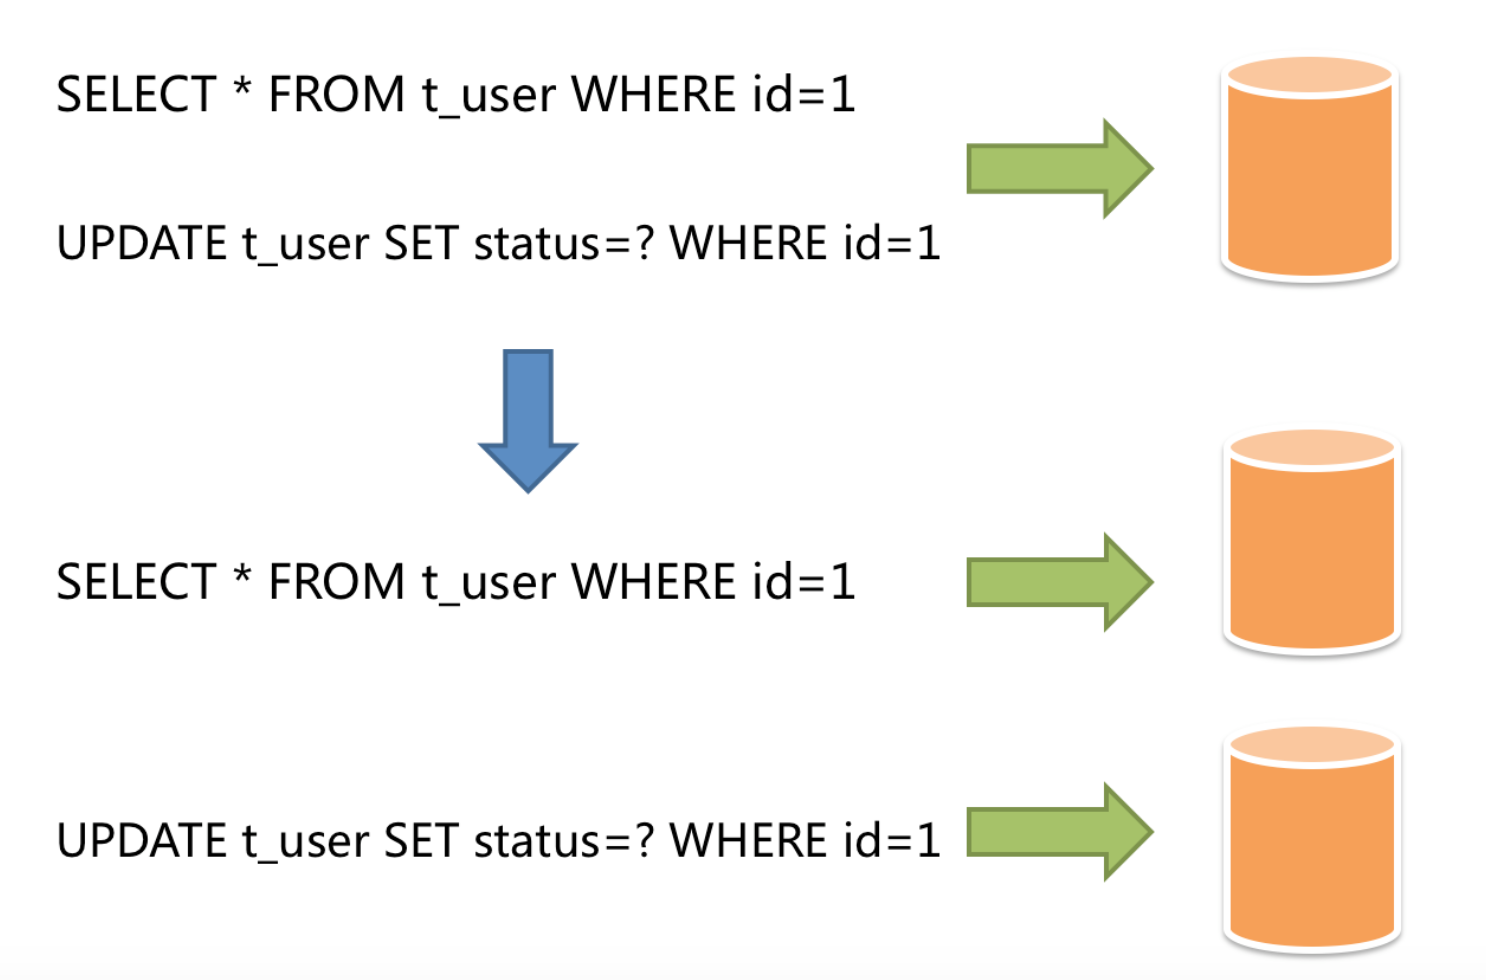 SELECT * FROM t_user WHERE id=1
UPDATE t_user SET status=? WHERE id=1
SELECT * FROM t_user WHERE id=1
UPDATE t_user SET status=? WHERE id=1